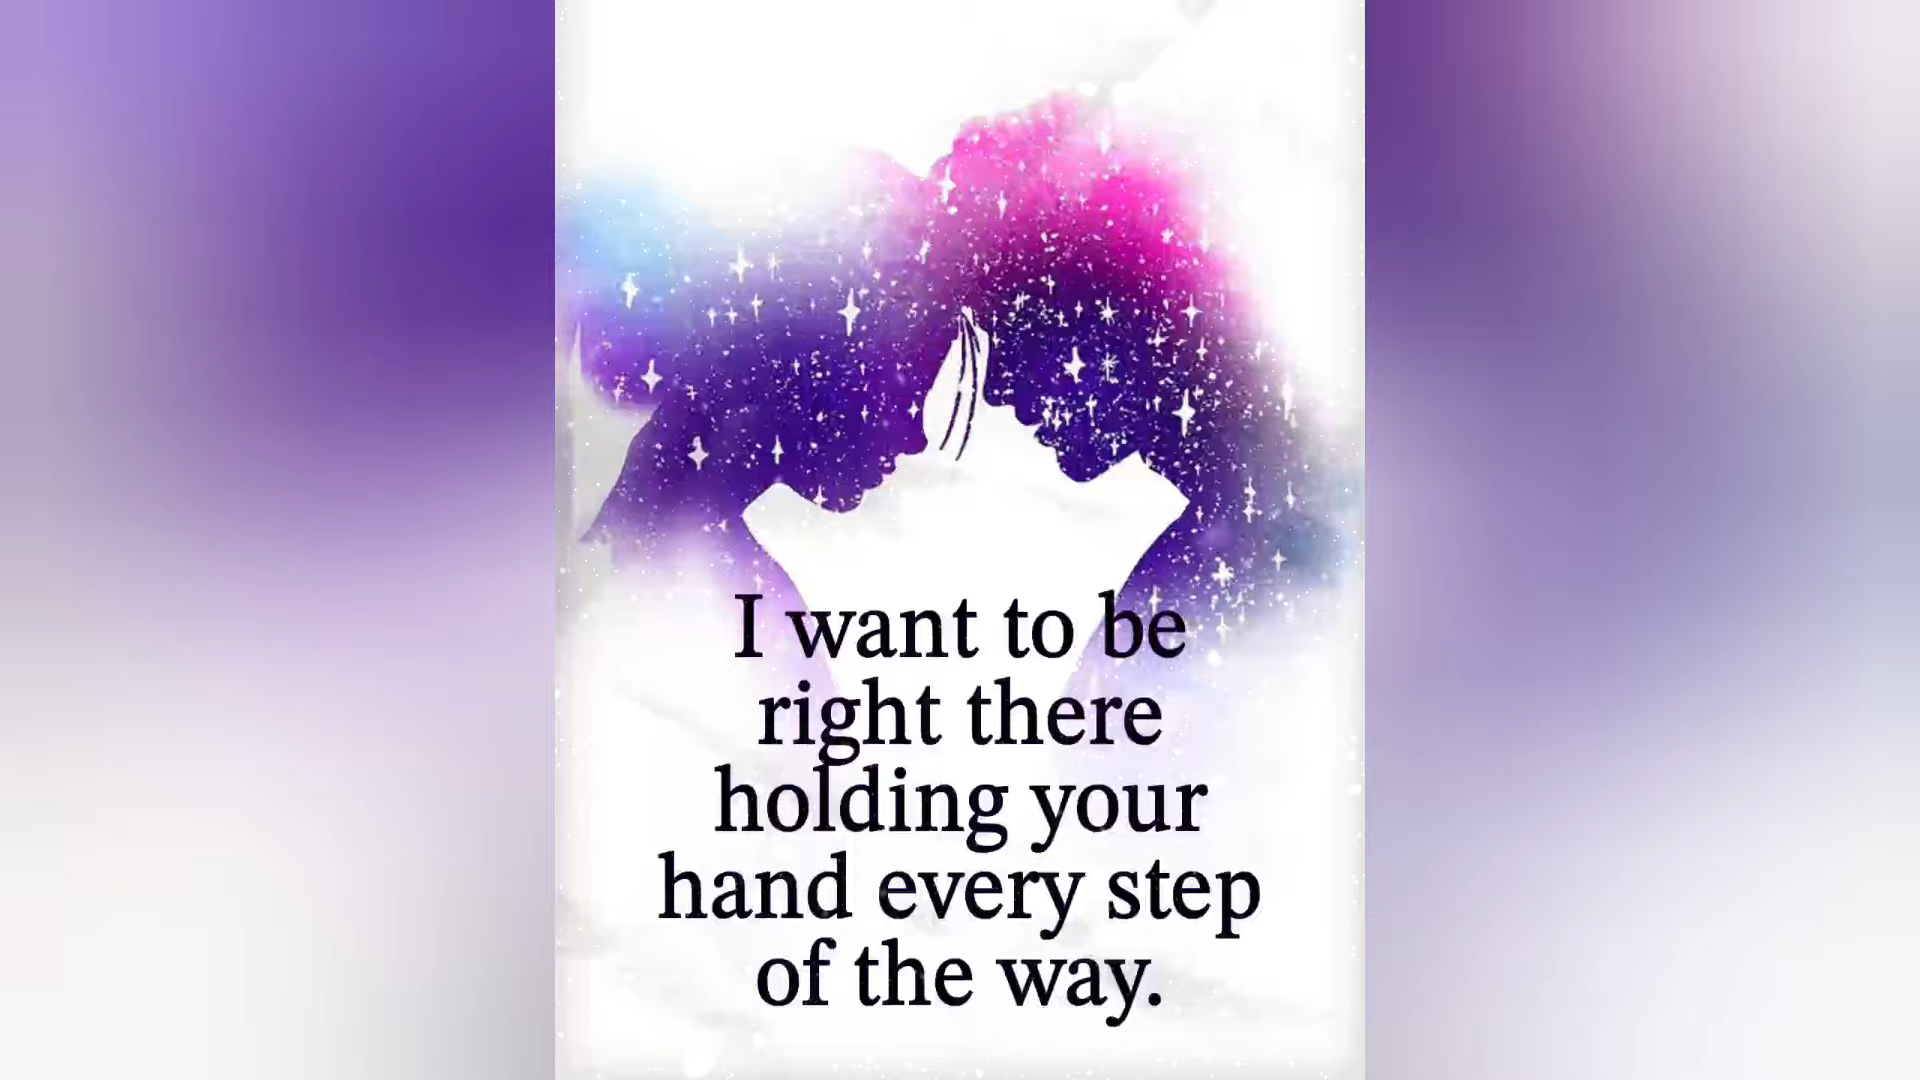 I want to be
right there
holding your
hand every step
of the way.